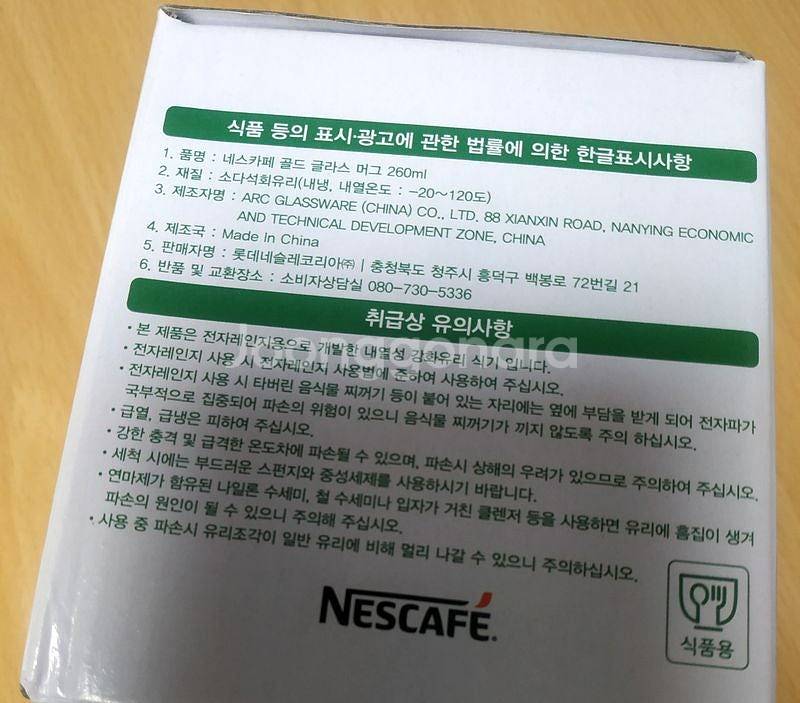 식품 등의 표시·광고에 관한 법률에 의한 한글표시사항
1. 품명 : 네스카페 골드 글라스 머그 260ml
2. 재질 : 소다석회유리(내냉, 내열온도 : -20~120도)
3. 제조자명 : ARC GLASSWARE (CHINA) CO., LTD. 88 XIANXIN ROAD, NANYING ECONOMIC
AND TECHNICAL DEVELOPMENT ZONE, CHINA
4. 제조국 : Made In China
5. 판매자명 : 롯데네슬레코리아㈜ | 충청북도 청주시 흥덕구 백봉로 72번길 21
6. 반품 및 교환장소 : 소비자상담실 080-730-5336
취급상 유의사항
• 본 제품은 전자레인지용으로 개발한 내열성 강화유리 식기 입니다.
• 전자레인지 사용 시 전자레인지 사용법에 준하여 사용하여 주십시오.
• 전자레인지 사용 시 타버린 음식물 찌꺼기 등이 붙어 있는 자리에는 옆에 부담을 받게 되어 전자파가
국부적으로 집중되어 파손의 위험이 있으니 음식물 찌꺼기가 끼지 않도록 주의 하십시오.
• 급열, 급냉은 피하여 주십시오.
• 강한 충격 및 급격한 온도차에 파손될 수 있으며, 파손시 상해의 우려가 있으므로 주의하여 주십시오.
• 세척 시에는 부드러운 스펀지와 중성세제를 사용하시기 바랍니다.
• 연마제가 함유된 나일론 수세미, 철 수세미나 입자가 거친 클렌저 등을 사용하면 유리에 흠집이 생겨
파손의 원인이 될 수 있으니 주의해 주십시오.
• 사용 중 파손시 유리조각이 일반 유리에 비해 멀리 나갈 수 있으니 주의하십시오.
Joonggonara
NESCAFÉ.
식품용